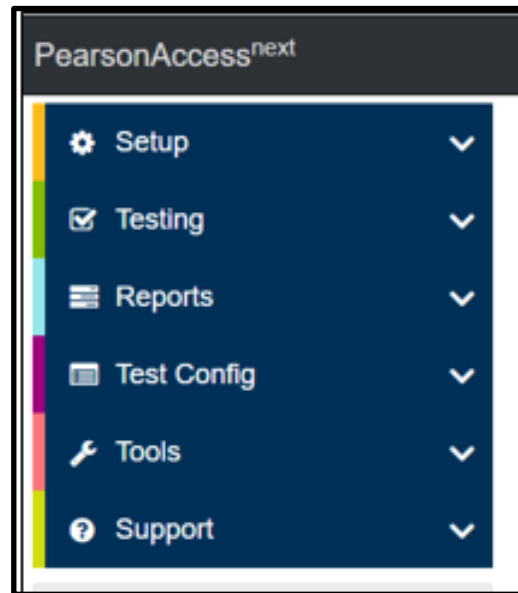 PearsonAccessnext
Setup
Testing
Reports
Test Config
Tools
Support